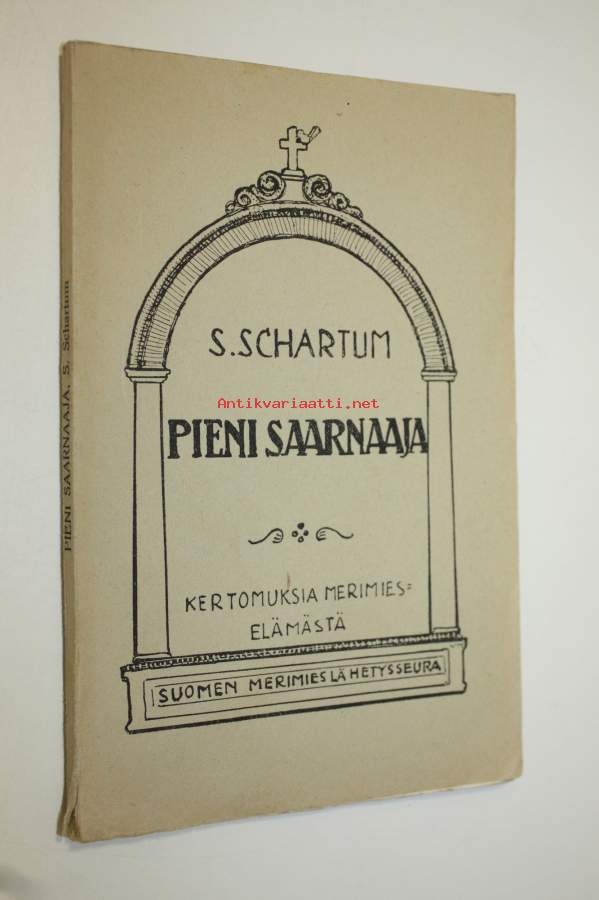 S. SCHARTUM
Antikvariaatti.net
PIENI SAARNAAJA
KERTOMUKSIA MERIMIES=
ELÄMÄSTÄ
SUOMEN MERIMIESLÄHETYSSEURA
PIENI SAARNAAJA. S. Schartum